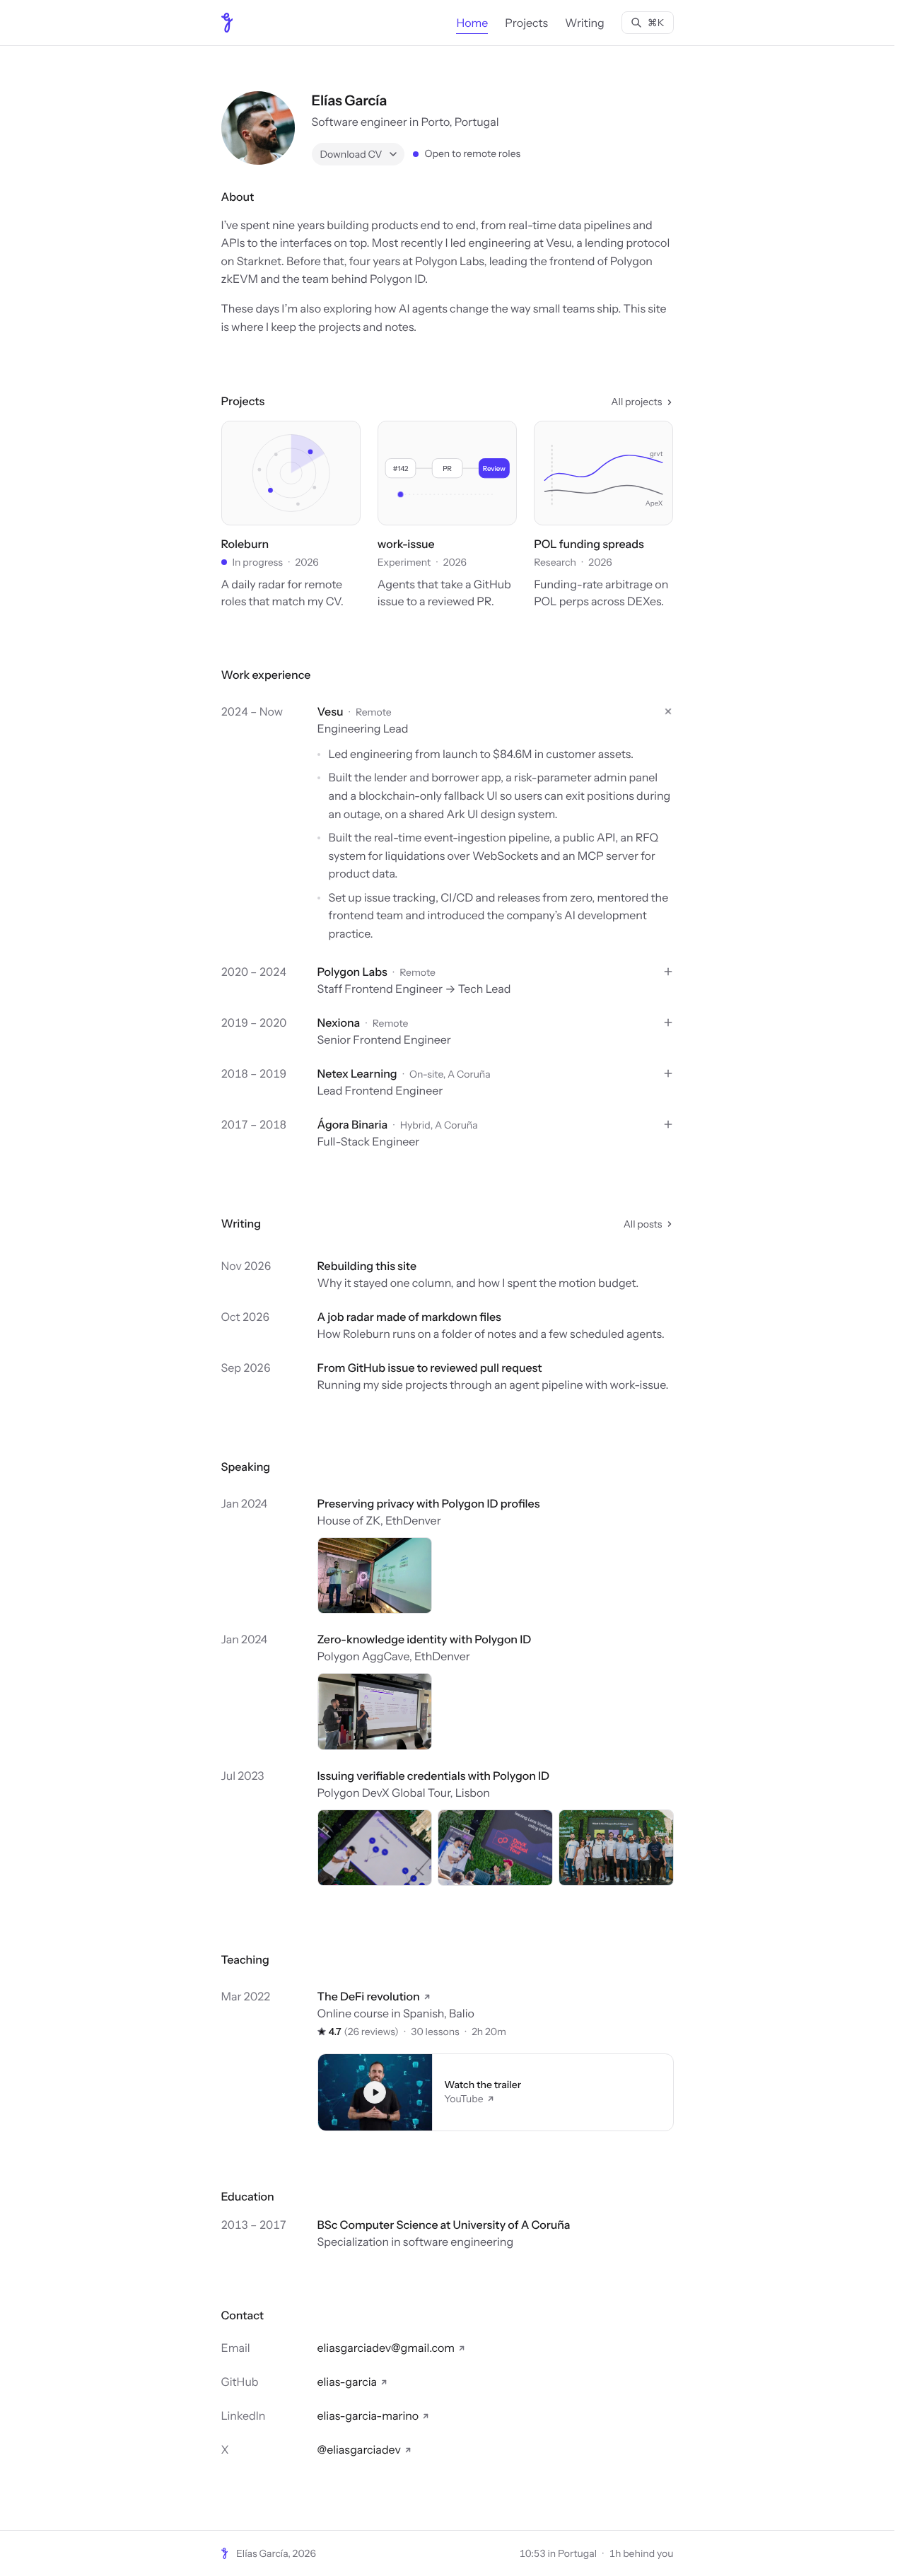 Home Projects Writing ⌘K
Elías García
Software engineer in Porto, Portugal
Download CV Open to remote roles
About
I've spent nine years building products end to end, from real-time data pipelines and
APIs to the interfaces on top. Most recently I led engineering at Vesu, a lending protocol
on Starknet. Before that, four years at Polygon Labs, leading the frontend of Polygon
zkEVM and the team behind Polygon ID.
These days I'm also exploring how AI agents change the way small teams ship. This site
is where I keep the projects and notes.
Projects All projects
#142 PR Review
grvt
ApeX
Roleburn
In progress · 2026
A daily radar for remote
roles that match my CV.
work-issue
Experiment · 2026
Agents that take a GitHub
issue to a reviewed PR.
POL funding spreads
Research · 2026
Funding-rate arbitrage on
POL perps across DEXes.
Work experience
2024 – Now Vesu · Remote
Engineering Lead
Led engineering from launch to $84.6M in customer assets.
Built the lender and borrower app, a risk-parameter admin panel
and a blockchain-only fallback UI so users can exit positions during
an outage, on a shared Ark UI design system.
Built the real-time event-ingestion pipeline, a public API, an RFQ
system for liquidations over WebSockets and an MCP server for
product data.
Set up issue tracking, CI/CD and releases from zero, mentored the
frontend team and introduced the company's AI development
practice.
2020 – 2024 Polygon Labs · Remote
Staff Frontend Engineer → Tech Lead
2019 – 2020 Nexiona · Remote
Senior Frontend Engineer
2018 – 2019 Netex Learning · On-site, A Coruña
Lead Frontend Engineer
2017 – 2018 Ágora Binaria · Hybrid, A Coruña
Full-Stack Engineer
Writing All posts
Nov 2026 Rebuilding this site
Why it stayed one column, and how I spent the motion budget.
Oct 2026 A job radar made of markdown files
How Roleburn runs on a folder of notes and a few scheduled agents.
Sep 2026 From GitHub issue to reviewed pull request
Running my side projects through an agent pipeline with work-issue.
Speaking
Jan 2024 Preserving privacy with Polygon ID profiles
House of ZK, EthDenver
Jan 2024 Zero-knowledge identity with Polygon ID
Polygon AggCave, EthDenver
Jul 2023 Issuing verifiable credentials with Polygon ID
Polygon DevX Global Tour, Lisbon
Teaching
Mar 2022 The DeFi revolution ↗
Online course in Spanish, Balio
★ 4.7 (26 reviews) · 30 lessons · 2h 20m
Watch the trailer
YouTube ↗
Education
2013 – 2017 BSc Computer Science at University of A Coruña
Specialization in software engineering
Contact
Email eliasgarciadev@gmail.com ↗
GitHub elias-garcia ↗
LinkedIn elias-garcia-marino ↗
X @eliasgarciadev ↗
Elías García, 2026 10:53 in Portugal · 1h behind you